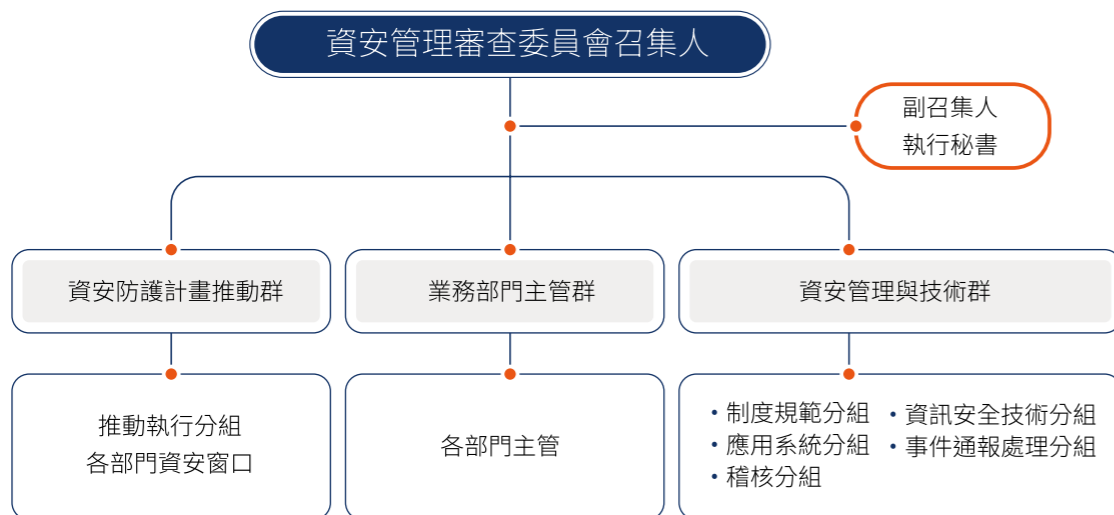 資安管理審查委員會召集人
副召集人
執行秘書
資安防護計畫推動群
業務部門主管群
資安管理與技術群
推動執行分組
各部門資安窗口
各部門主管
・制度規範分組
・應用系統分組
・稽核分組
・資訊安全技術分組
・事件通報處理分組